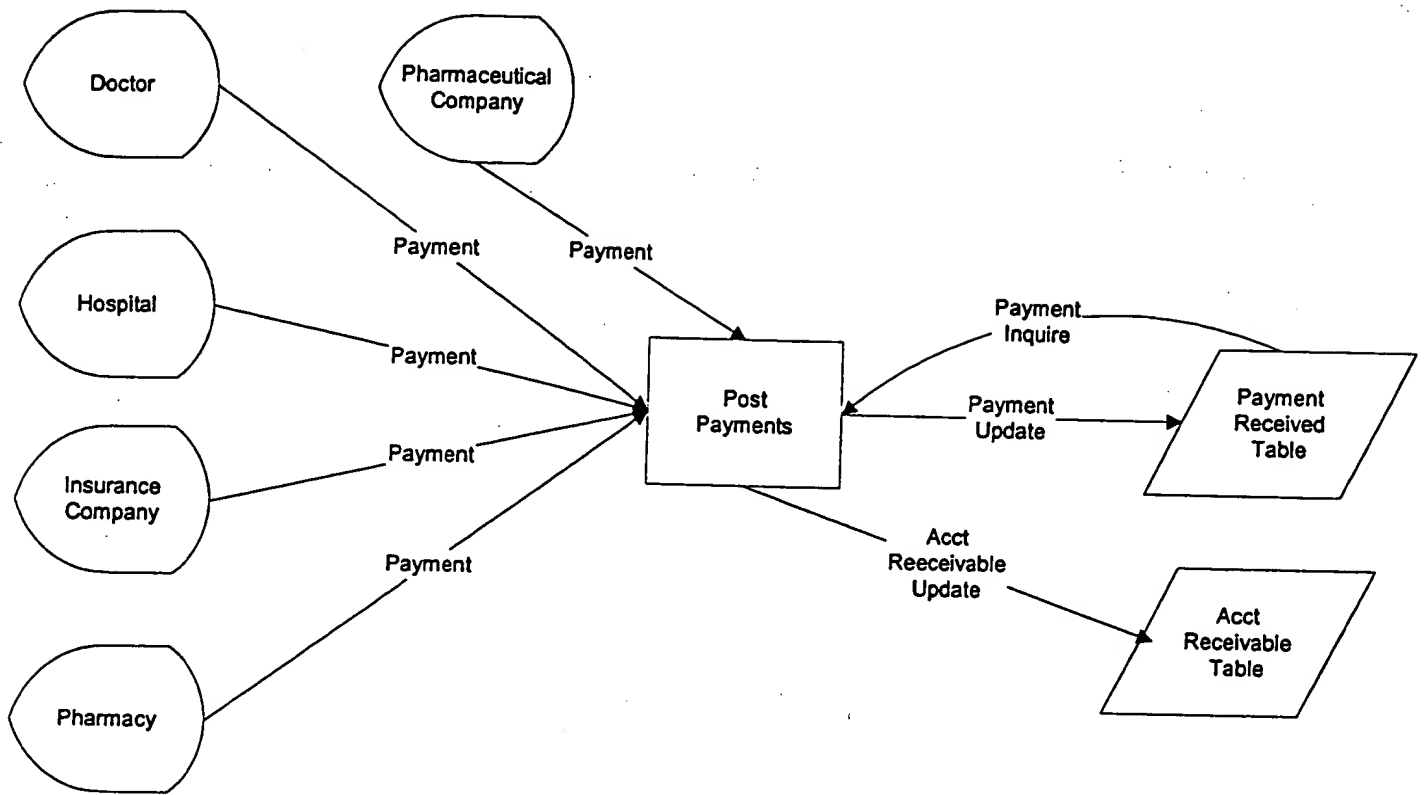 Doctor
Pharmaceutical
Company
Payment
Payment
Hospital
Payment
Payment
Inquire
Post
Payments
Payment
Update
Payment
Received
Table
Insurance
Company
Payment
Payment
Acct
Reeceivable
Update
Acct
Receivable
Table
Pharmacy